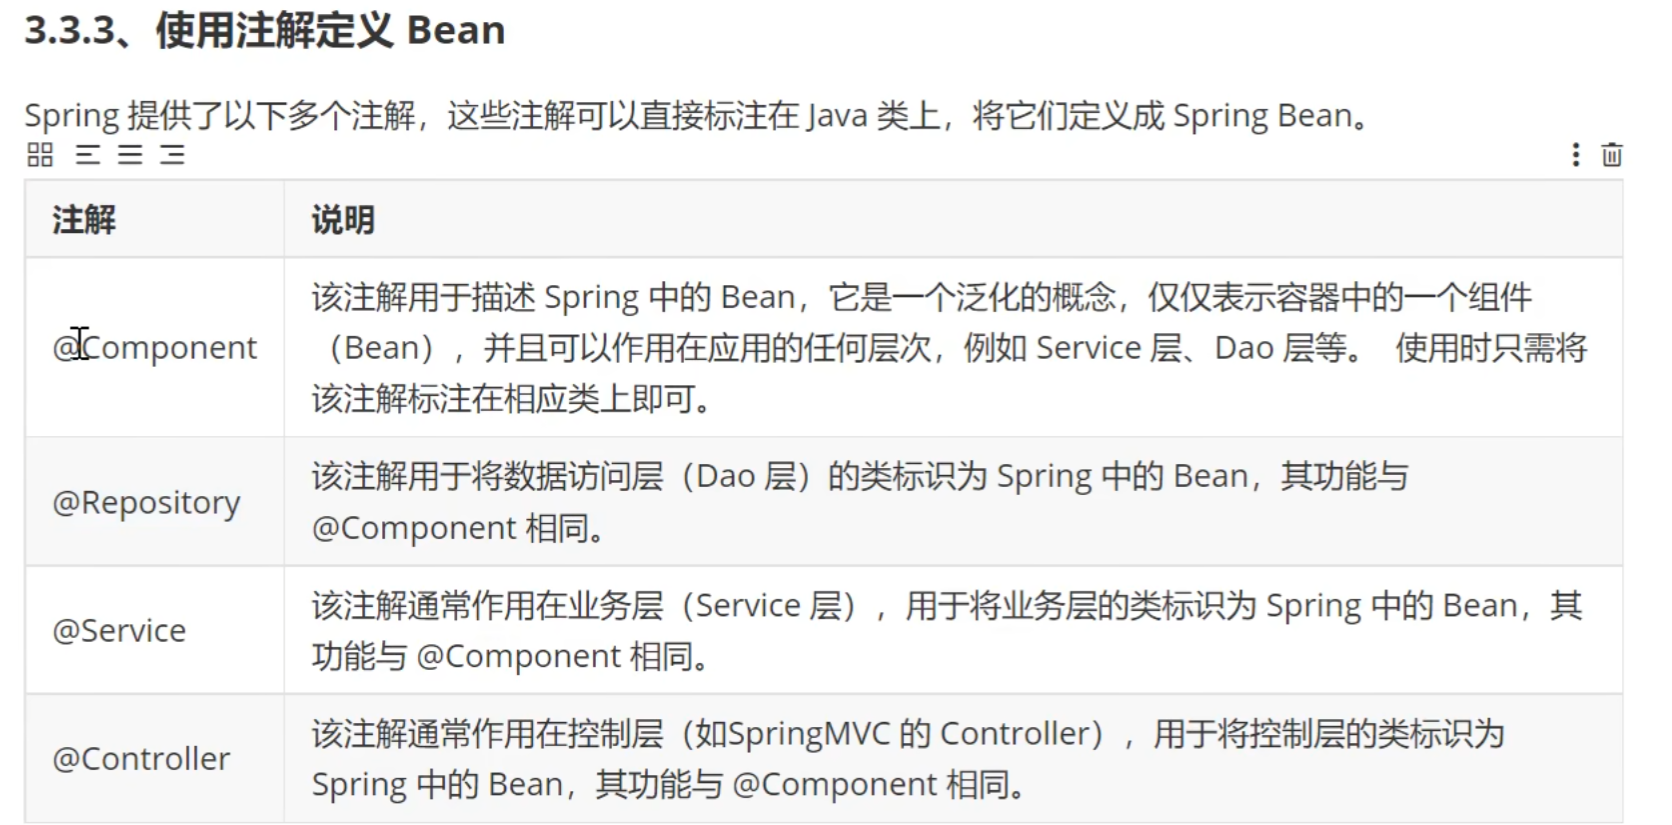 3.3.3、使用注解定义 Bean
Spring 提供了以下多个注解，这些注解可以直接标注在 Java 类上，将它们定义成 Spring Bean。
注解
说明
@Component
该注解用于描述 Spring 中的 Bean，它是一个泛化的概念，仅仅表示容器中的一个组件
（Bean），并且可以作用在应用的任何层次，例如 Service 层、Dao 层等。 使用时只需将
该注解标注在相应类上即可。
@Repository
该注解用于将数据访问层（Dao 层）的类标识为 Spring 中的 Bean，其功能与
@Component 相同。
@Service
该注解通常作用在业务层（Service 层），用于将业务层的类标识为 Spring 中的 Bean，其
功能与 @Component 相同。
@Controller
该注解通常作用在控制层（如SpringMVC 的 Controller），用于将控制层的类标识为
Spring 中的 Bean，其功能与 @Component 相同。